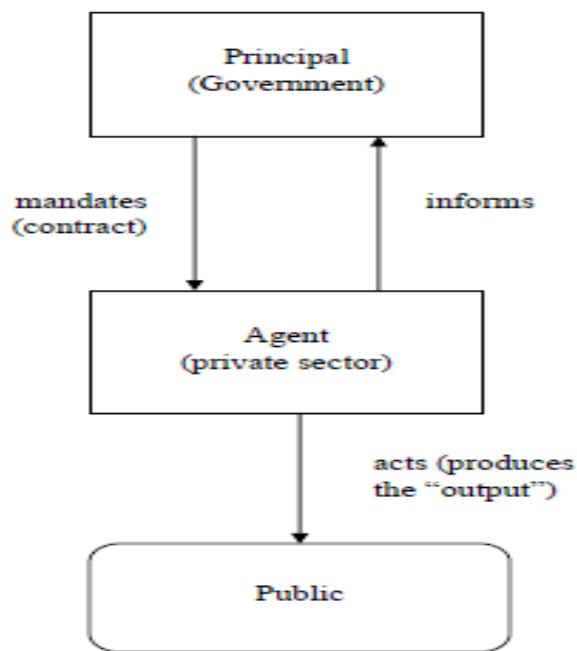 Principal
(Government)
mandates
(contract)
informs
Agent
(private sector)
acts (produces
the “output”)
Public